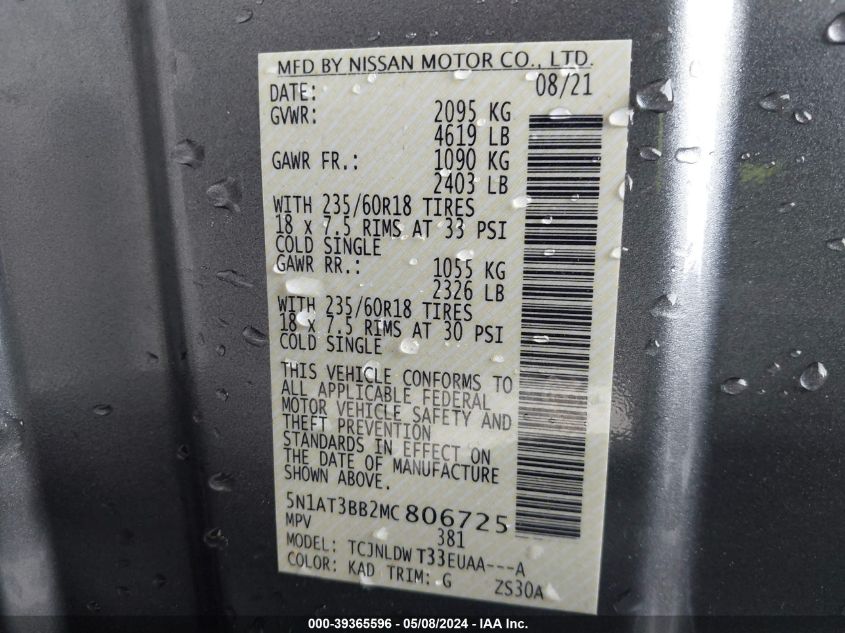 MFD BY NISSAN MOTOR CO., LTD.
DATE: 08/21
GVWR: 2095 KG
4619 LB
GAWR FR.: 1090 KG
2403 LB
WITH 235/60R18 TIRES
18 x 7.5 RIMS AT 33 PSI
COLD SINGLE
GAWR RR.: 1055 KG
2326 LB
WITH 235/60R18 TIRES
18 x 7.5 RIMS AT 30 PSI
COLD SINGLE
THIS VEHICLE CONFORMS TO
ALL APPLICABLE FEDERAL
MOTOR VEHICLE SAFETY AND
THEFT PREVENTION
STANDARDS IN EFFECT ON
THE DATE OF MANUFACTURE
SHOWN ABOVE.
5N1AT3BB2MC806725
MPV 381
MODEL: TCJNLDW T33EUAA---A
COLOR: KAD TRIM: G ZS30A
000-39365596 - 05/08/2024 - IAA Inc.